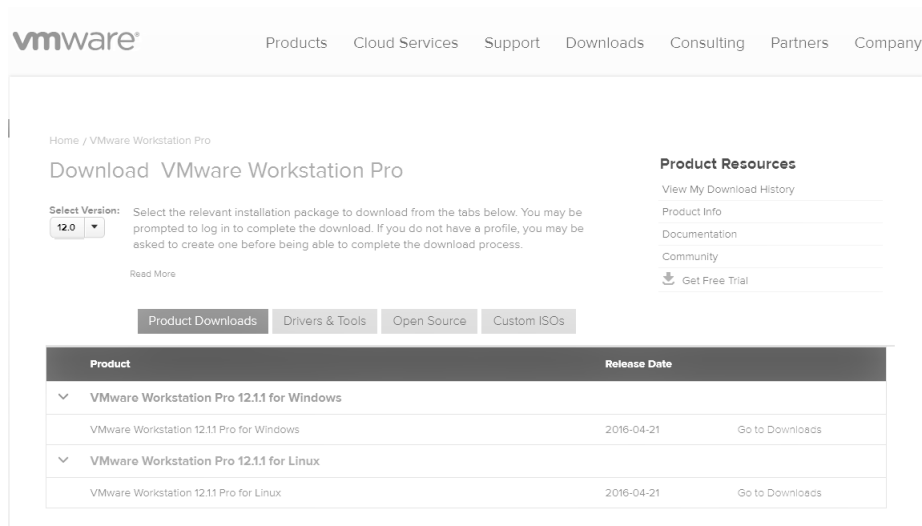 vmware®
Products Cloud Services Support Downloads Consulting Partners Company
Home / VMware Workstation Pro
Download VMware Workstation Pro
Select Version:
12.0
Select the relevant installation package to download from the tabs below. You may be
prompted to log in to complete the download. If you do not have a profile, you may be
asked to create one before being able to complete the download process.
Read More
Product Resources
View My Download History
Product Info
Documentation
Community
Get Free Trial
Product Downloads Drivers & Tools Open Source Custom ISOs
Product Release Date
VMware Workstation Pro 12.1.1 for Windows
VMware Workstation 12.1.1 Pro for Windows 2016-04-21 Go to Downloads
VMware Workstation Pro 12.1.1 for Linux
VMware Workstation 12.1.1 Pro for Linux 2016-04-21 Go to Downloads